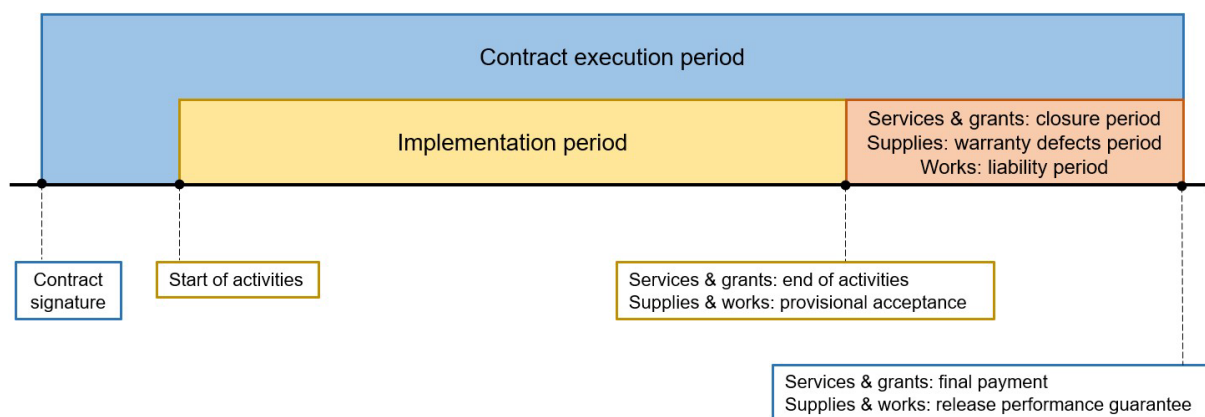 Contract execution period
Implementation period
Services & grants: closure period
Supplies: warranty defects period
Works: liability period
Contract
signature
Start of activities
Services & grants: end of activities
Supplies & works: provisional acceptance
Services & grants: final payment
Supplies & works: release performance guarantee